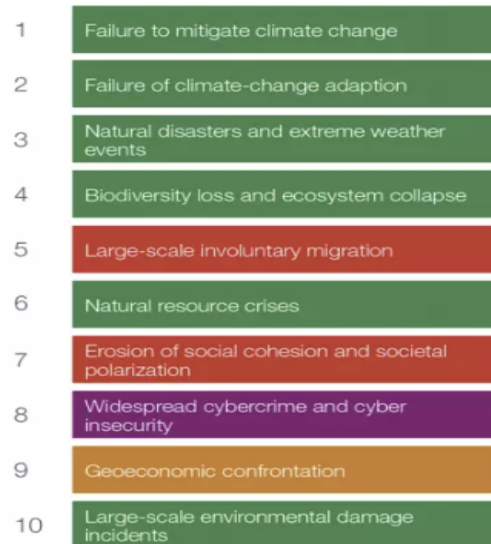 1 Failure to mitigate climate change
2 Failure of climate-change adaption
3 Natural disasters and extreme weather
events
4 Biodiversity loss and ecosystem collapse
5 Large-scale involuntary migration
6 Natural resource crises
7 Erosion of social cohesion and societal
polarization
8 Widespread cybercrime and cyber
insecurity
9 Geoeconomic confrontation
10 Large-scale environmental damage
incidents